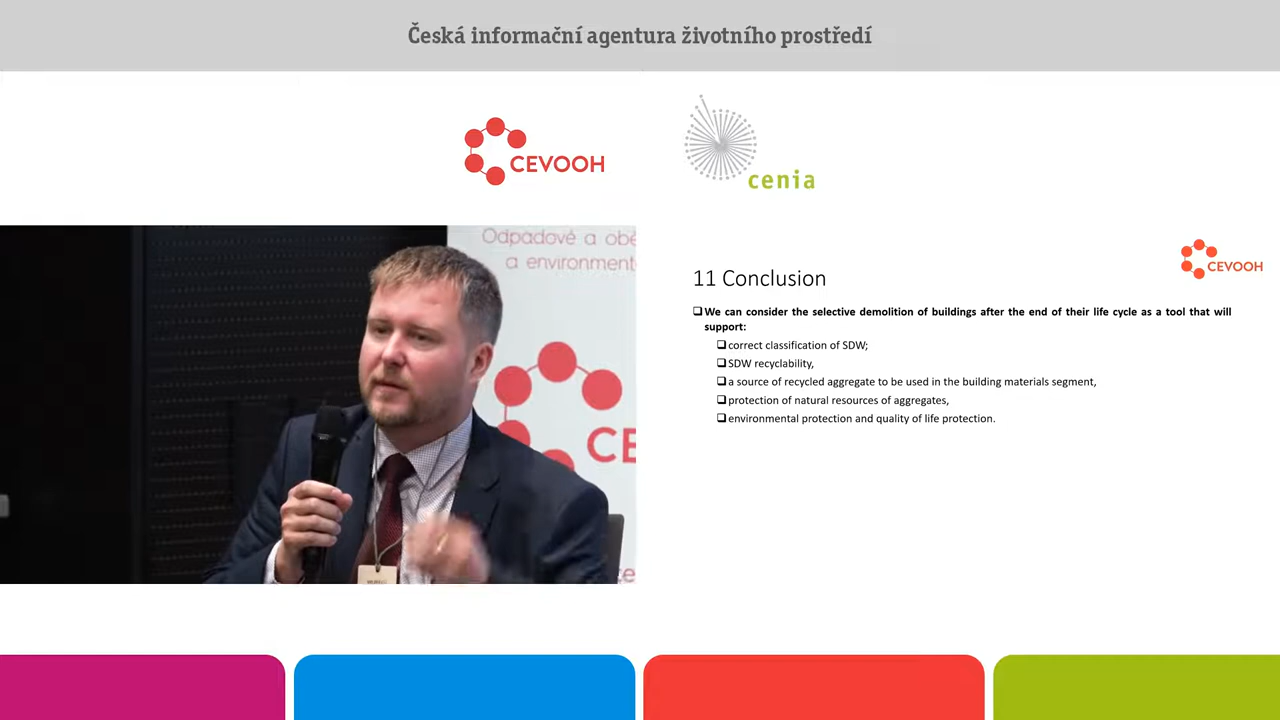 Česká informační agentura životního prostředí
CEVOOH
cenia
Odpadové a obě
a environment
CE
CEVOOH
11 Conclusion
❑ We can consider the selective demolition of buildings after the end of their life cycle as a tool that will
support:
❑ correct classification of SDW;
❑ SDW recyclability,
❑ a source of recycled aggregate to be used in the building materials segment,
❑ protection of natural resources of aggregates,
❑ environmental protection and quality of life protection.